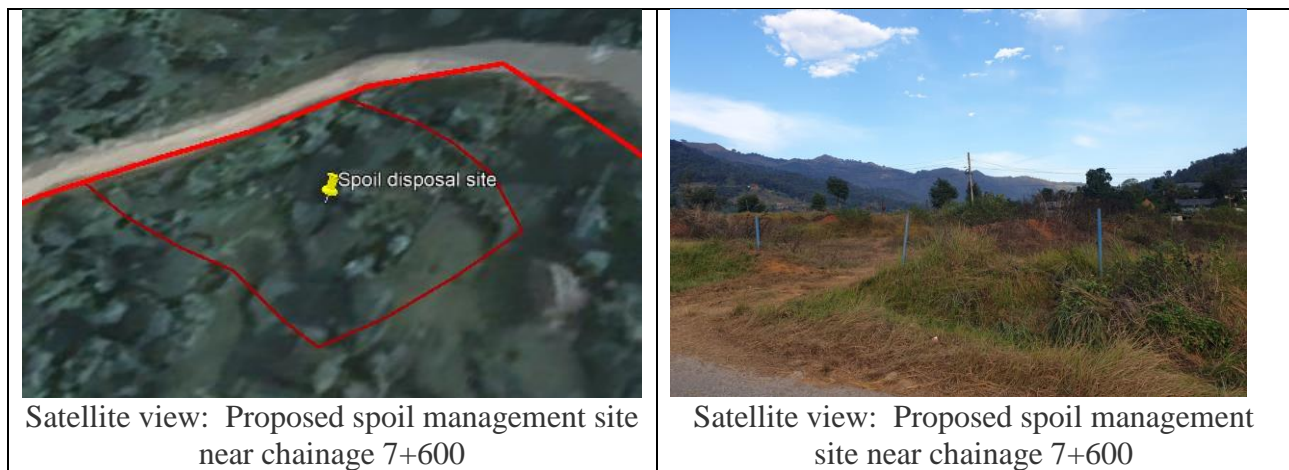 Spoil disposal site
Satellite view: Proposed spoil management site
near chainage 7+600
Satellite view: Proposed spoil management
site near chainage 7+600